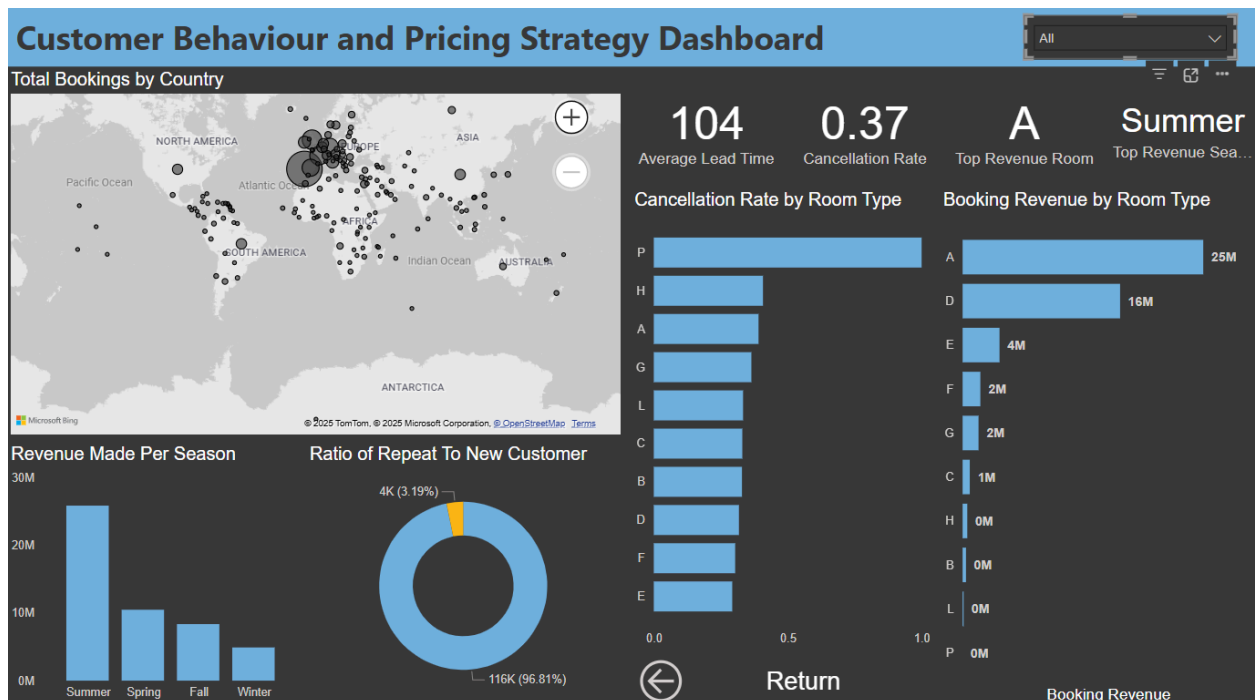 Customer Behaviour and Pricing Strategy Dashboard
All
Total Bookings by Country
NORTH AMERICA
EUROPE
ASIA
Pacific Ocean
Atlantic Ocean
AFRICA
SOUTH AMERICA
Indian Ocean
AUSTRALIA
ANTARCTICA
Microsoft Bing
© 2025 TomTom, © 2025 Microsoft Corporation, © OpenStreetMap Terms
104
Average Lead Time
0.37
Cancellation Rate
A
Top Revenue Room
Summer
Top Revenue Sea...
Cancellation Rate by Room Type
P
H
A
G
L
C
B
D
F
E
0.0 0.5 1.0
Booking Revenue by Room Type
A 25M
D 16M
E 4M
F 2M
G 2M
C 1M
H 0M
B 0M
L 0M
P 0M
Booking Revenue
Revenue Made Per Season
30M
20M
10M
0M
Summer Spring Fall Winter
Ratio of Repeat To New Customer
4K (3.19%)
116K (96.81%)
Return